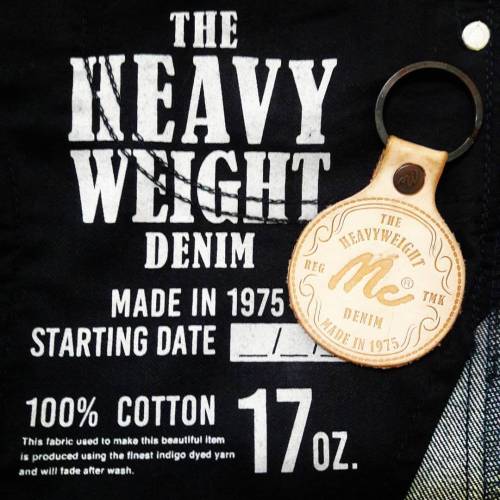 THE
HEAVY
WEIGHT
DENIM
MADE IN 1975
STARTING DATE _/_/
100% COTTON
17 OZ.
This fabric used to make this beautiful item
is produced using the finest indigo dyed yarn
and will fade after wash.
THE
HEAVYWEIGHT
REG Mc® TMK
DENIM
MADE IN 1975